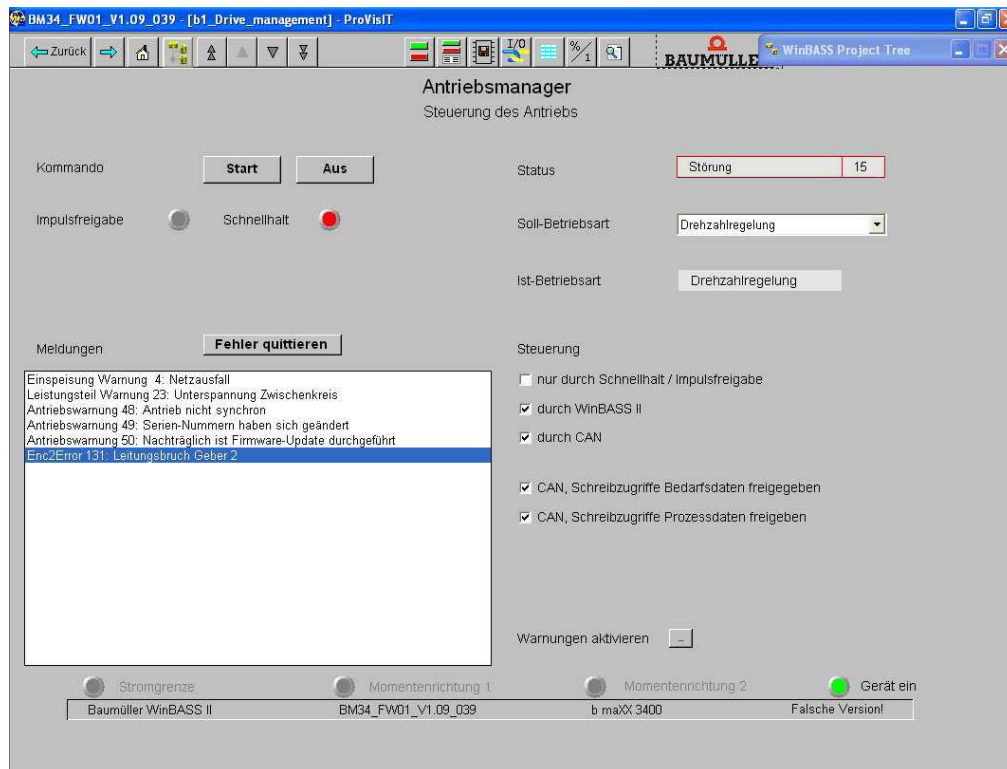 BM34_FW01_V1.09_039 - [b1_Drive_management] - ProVisIT
Zurück
I/O
%/1
BAUMÜLLE
WinBASS Project Tree
Antriebsmanager
Steuerung des Antriebs
Kommando
Start
Aus
Status
Störung
15
Impulsfreigabe
Schnellhalt
Soll-Betriebsart
Drehzahlregelung
Ist-Betriebsart
Drehzahlregelung
Meldungen
Fehler quittieren
Steuerung
Einspeisung Warnung 4: Netzausfall
Leistungsteil Warnung 23: Unterspannung Zwischenkreis
Antriebswarnung 48: Antrieb nicht synchron
Antriebswarnung 49: Serien-Nummern haben sich geändert
Antriebswarnung 50: Nachträglich ist Firmware-Update durchgeführt
Enc2Error 131: Leitungsbruch Geber 2
nur durch Schnellhalt / Impulsfreigabe
durch WinBASS II
durch CAN
CAN, Schreibzugriffe Bedarfsdaten freigegeben
CAN, Schreibzugriffe Prozessdaten freigeben
Warnungen aktivieren
...
Stromgrenze
Momentenrichtung 1
Momentenrichtung 2
Gerät ein
Baumüller WinBASS II
BM34_FW01_V1.09_039
b maXX 3400
Falsche Version!